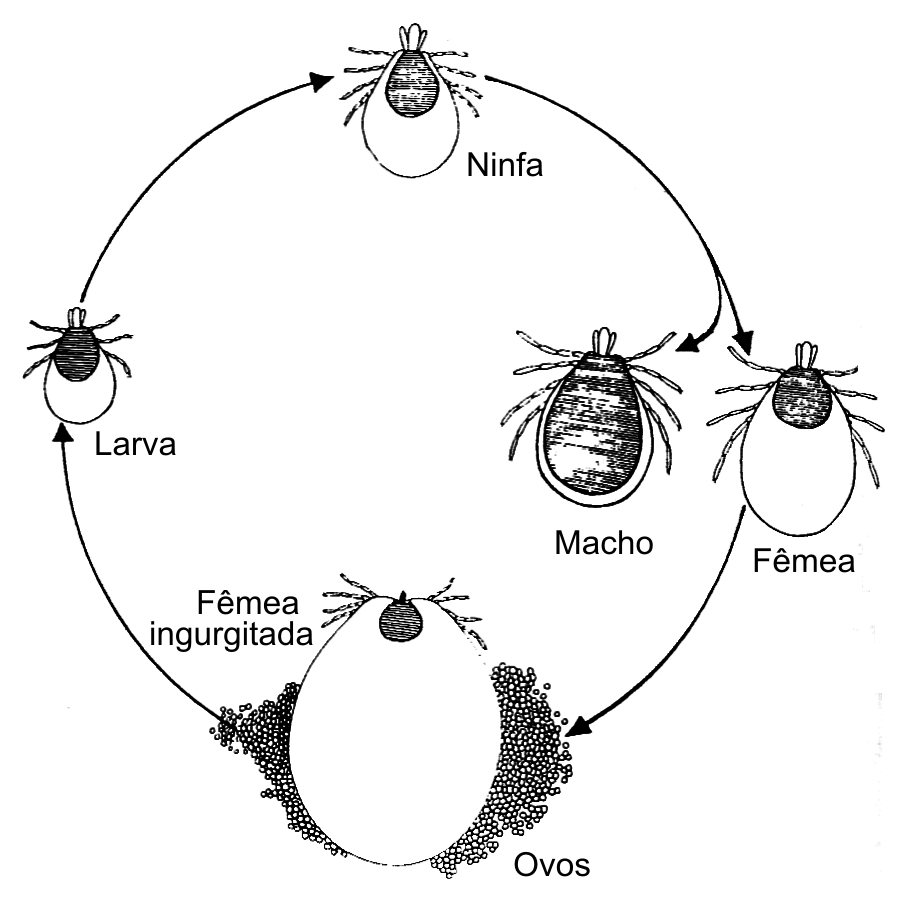 Ninfa
Larva
Macho
Fêmea
Fêmea
ingurgitada
Ovos